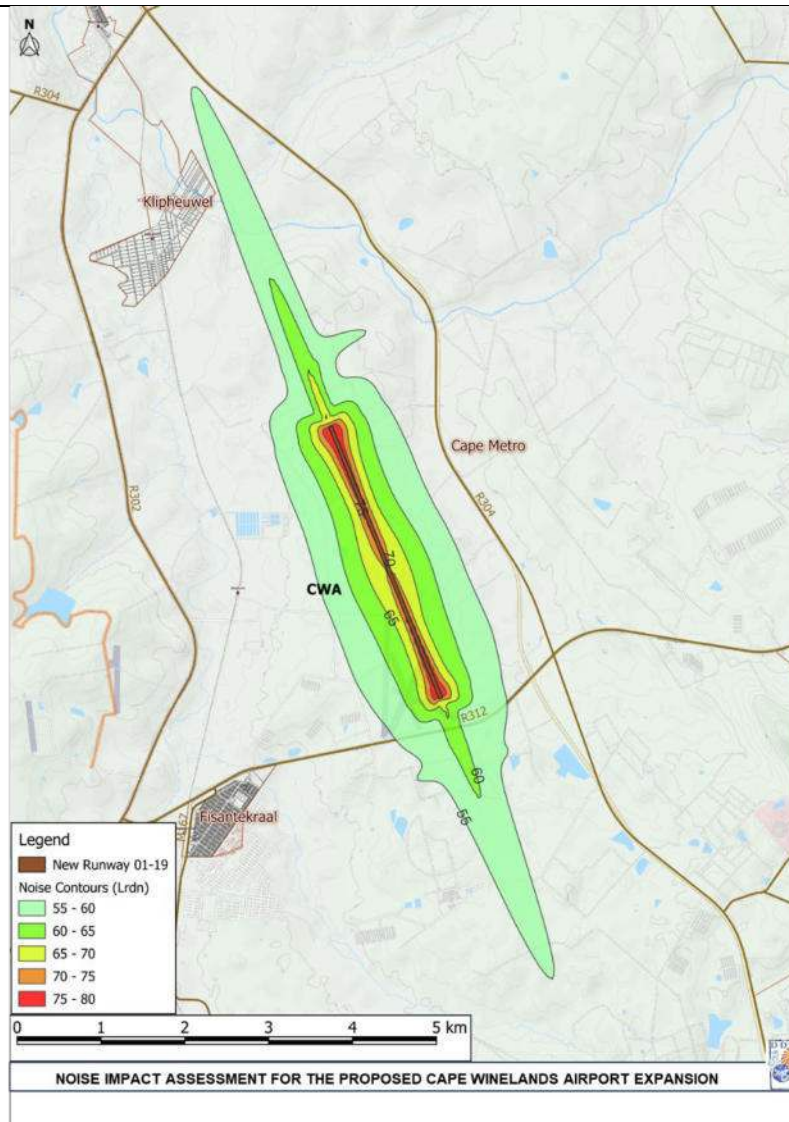 N
R304
Klipheuwel
Cape Metro
R302
R304
75
70
CWA
65
R312
60
55
Fisantekraal
M162
Legend
New Runway 01-19
Noise Contours (Lrdn)
55 - 60
60 - 65
65 - 70
70 - 75
75 - 80
0 1 2 3 4 5 km
NOISE IMPACT ASSESSMENT FOR THE PROPOSED CAPE WINELANDS AIRPORT EXPANSION